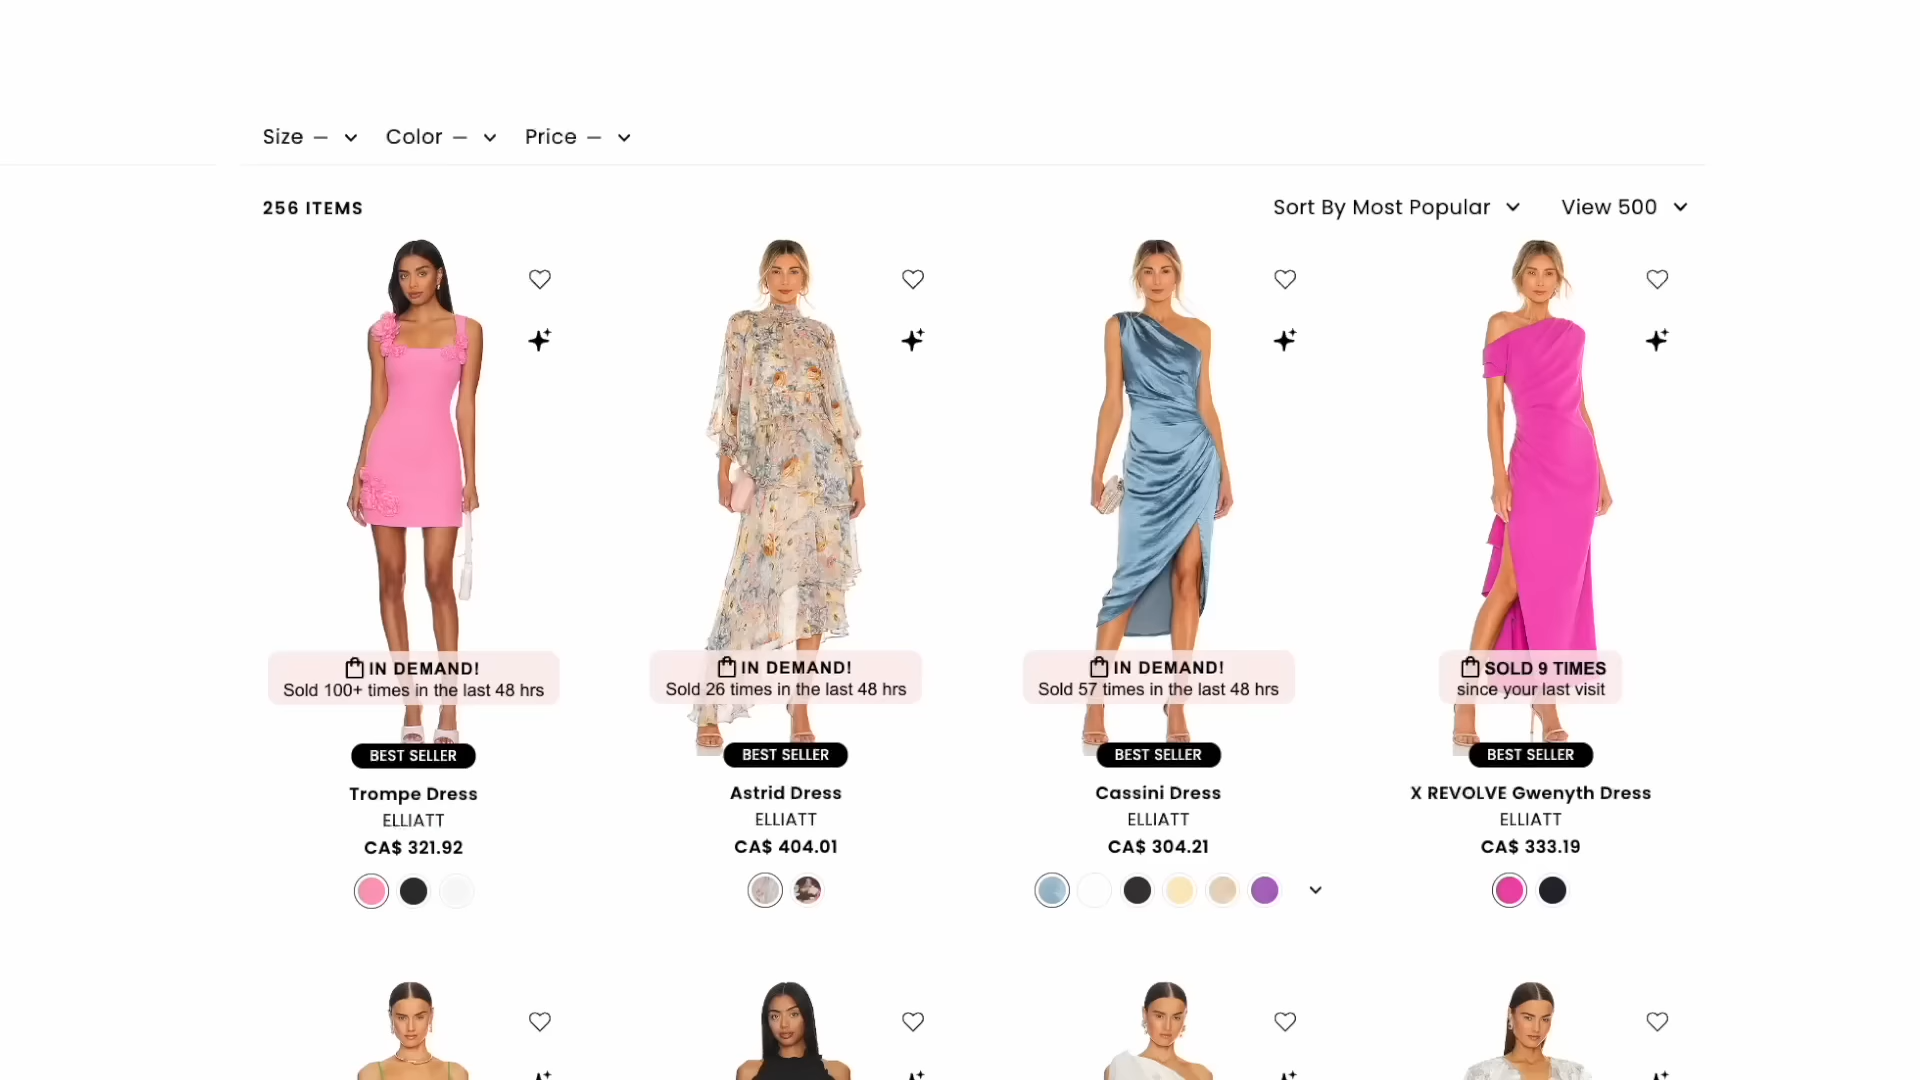 Size –
Color –
Price –
256 ITEMS
Sort By Most Popular
View 500
IN DEMAND!
Sold 100+ times in the last 48 hrs
BEST SELLER
Trompe Dress
ELLIATT
CA$ 321.92
IN DEMAND!
Sold 26 times in the last 48 hrs
BEST SELLER
Astrid Dress
ELLIATT
CA$ 404.01
IN DEMAND!
Sold 57 times in the last 48 hrs
BEST SELLER
Cassini Dress
ELLIATT
CA$ 304.21
SOLD 9 TIMES
since your last visit
BEST SELLER
X REVOLVE Gwenyth Dress
ELLIATT
CA$ 333.19